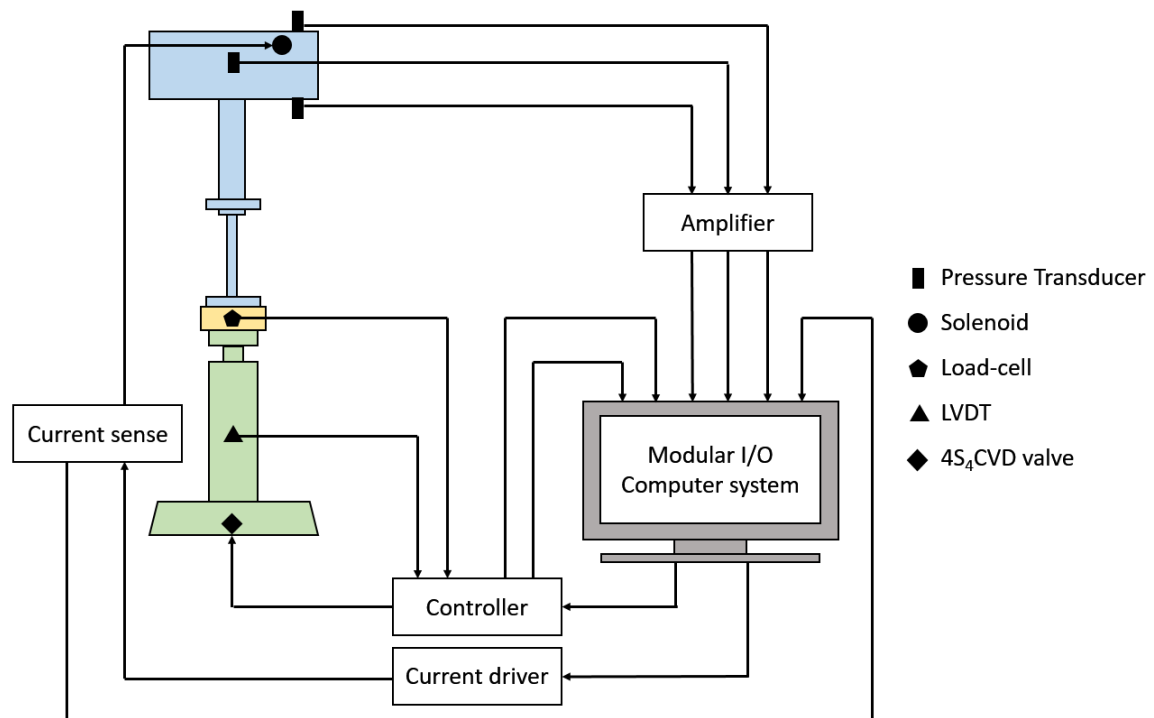 Amplifier
Pressure Transducer
Solenoid
Load-cell
LVDT
4S₄CVD valve
Current sense
Modular I/O
Computer system
Controller
Current driver